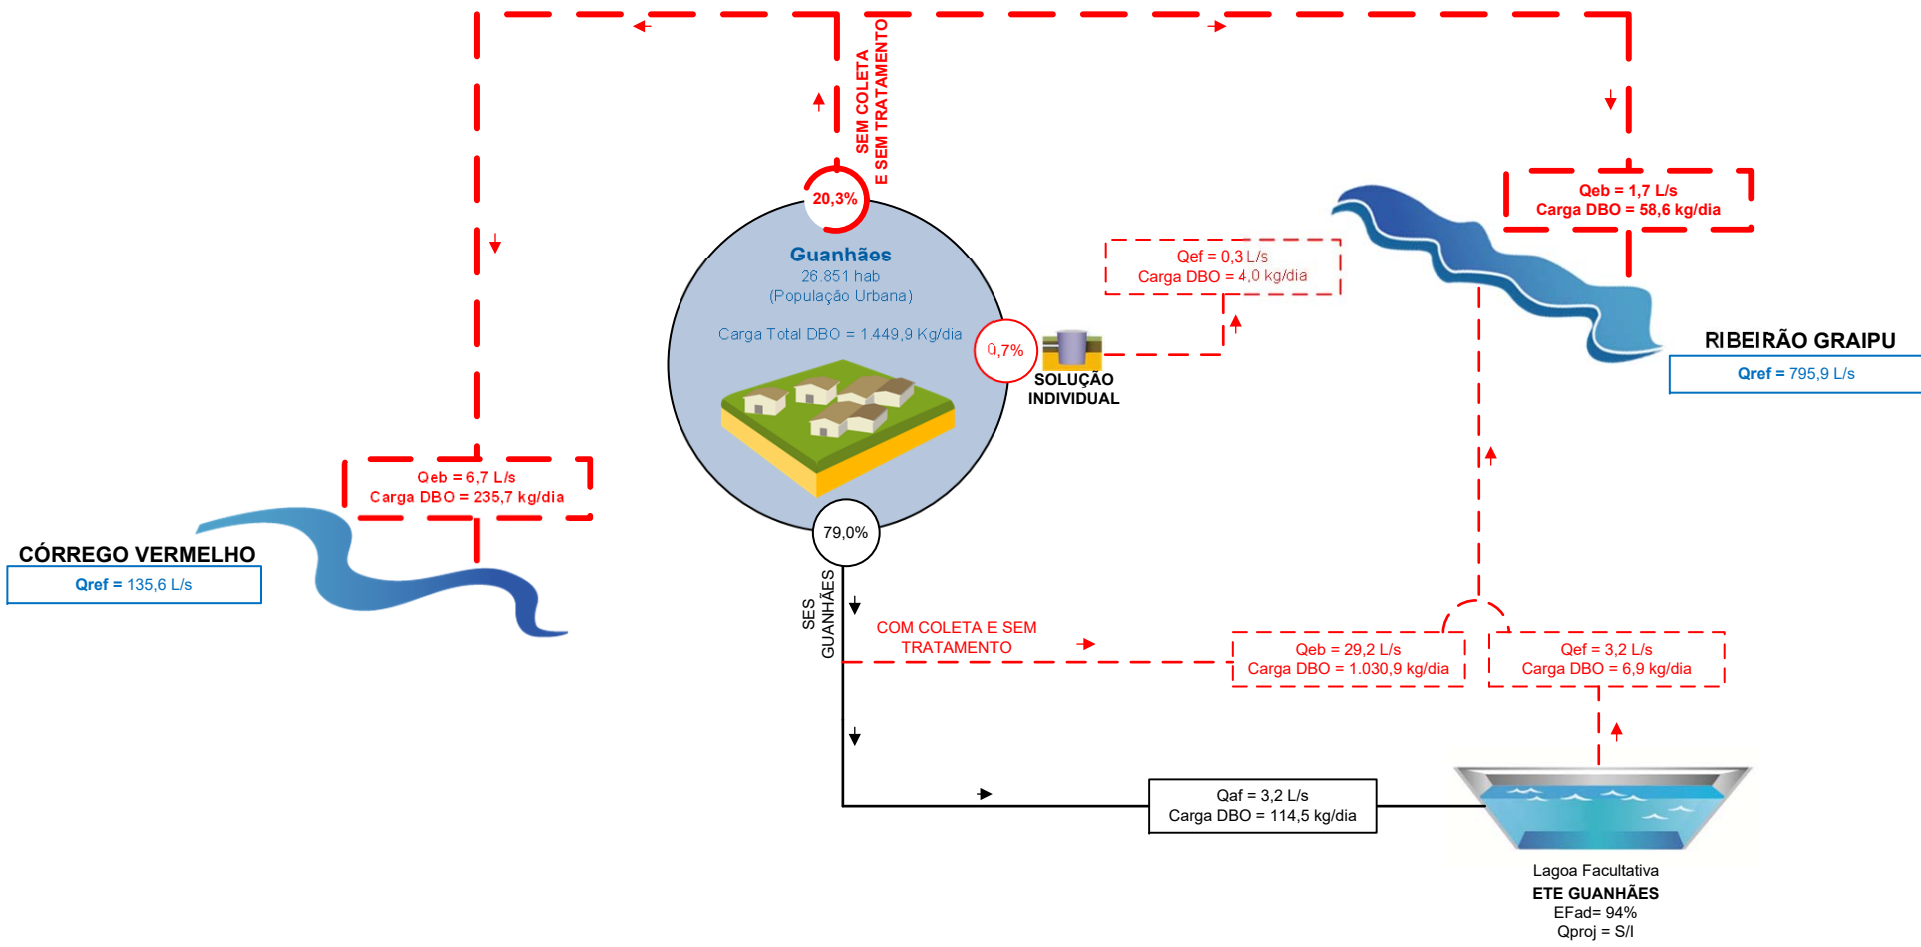 SEM COLETA
E SEM TRATAMENTO
20,3%
Qeb = 1,7 L/s
Carga DBO = 58,6 kg/dia
Guanhães
26.851 hab
(População Urbana)
Carga Total DBO = 1.449,9 Kg/dia
Qef = 0,3 L/s
Carga DBO = 4,0 kg/dia
0,7%
SOLUÇÃO
INDIVIDUAL
RIBEIRÃO GRAIPU
Qref = 795,9 L/s
Qeb = 6,7 L/s
Carga DBO = 235,7 kg/dia
CÓRREGO VERMELHO
Qref = 135,6 L/s
79,0%
SES
GUANHÃES
COM COLETA E SEM
TRATAMENTO
Qeb = 29,2 L/s
Carga DBO = 1.030,9 kg/dia
Qef = 3,2 L/s
Carga DBO = 6,9 kg/dia
Qaf = 3,2 L/s
Carga DBO = 114,5 kg/dia
Lagoa Facultativa
ETE GUANHÃES
EFad= 94%
Qproj = S/I